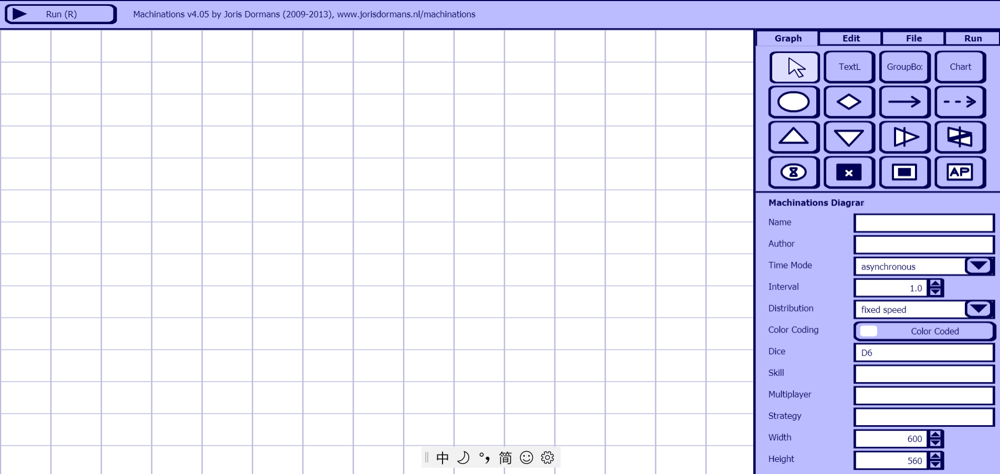 Run (R)
Machinations v4.05 by Joris Dormans (2009-2013), www.jorisdormans.nl/machinations
Graph Edit File Run
TextL GroupBo: Chart
AP
Machinations Diagrar
Name
Author
Time Mode asynchronous
Interval 1.0
Distribution fixed speed
Color Coding Color Coded
Dice D6
Skill
Multiplayer
Strategy
Width 600
Height 560
中 °, 简